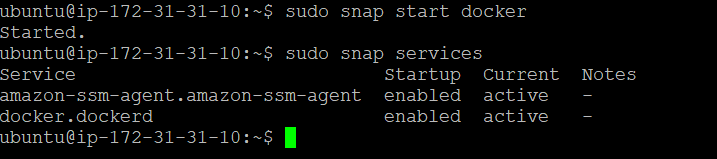 ubuntu@ip-172-31-31-10:~$ sudo snap start docker
Started.
ubuntu@ip-172-31-31-10:~$ sudo snap services
Service                          Startup  Current  Notes
amazon-ssm-agent.amazon-ssm-agent  enabled  active   -
docker.dockerd                     enabled  active   -
ubuntu@ip-172-31-31-10:~$